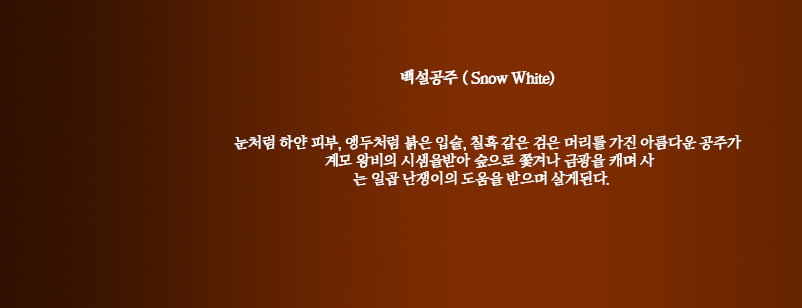 백설공주 ( Snow White)
눈처럼 하얀 피부, 앵두처럼 붉은 입술, 칠흑 같은 검은 머리를 가진 아름다운 공주가
계모 왕비의 시샘을받아 숲으로 쫓겨나 금광을 캐며 사
는 일곱 난쟁이의 도움을 받으며 살게된다.